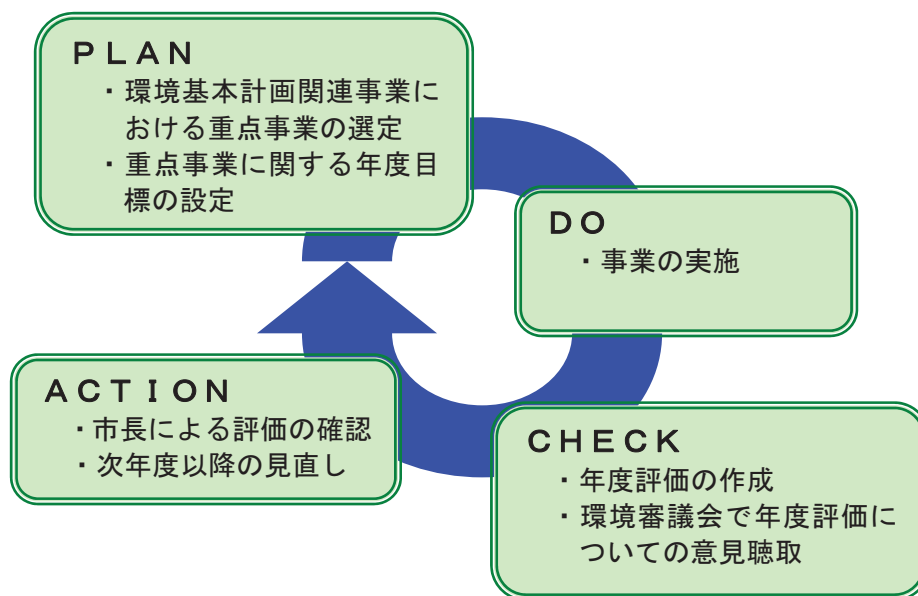 ＰＬＡＮ
・環境基本計画関連事業に
おける重点事業の選定
・重点事業に関する年度目
標の設定
ＤＯ
・事業の実施
ＣＨＥＣＫ
・年度評価の作成
・環境審議会で年度評価に
ついての意見聴取
ＡＣＴＩＯＮ
・市長による評価の確認
・次年度以降の見直し